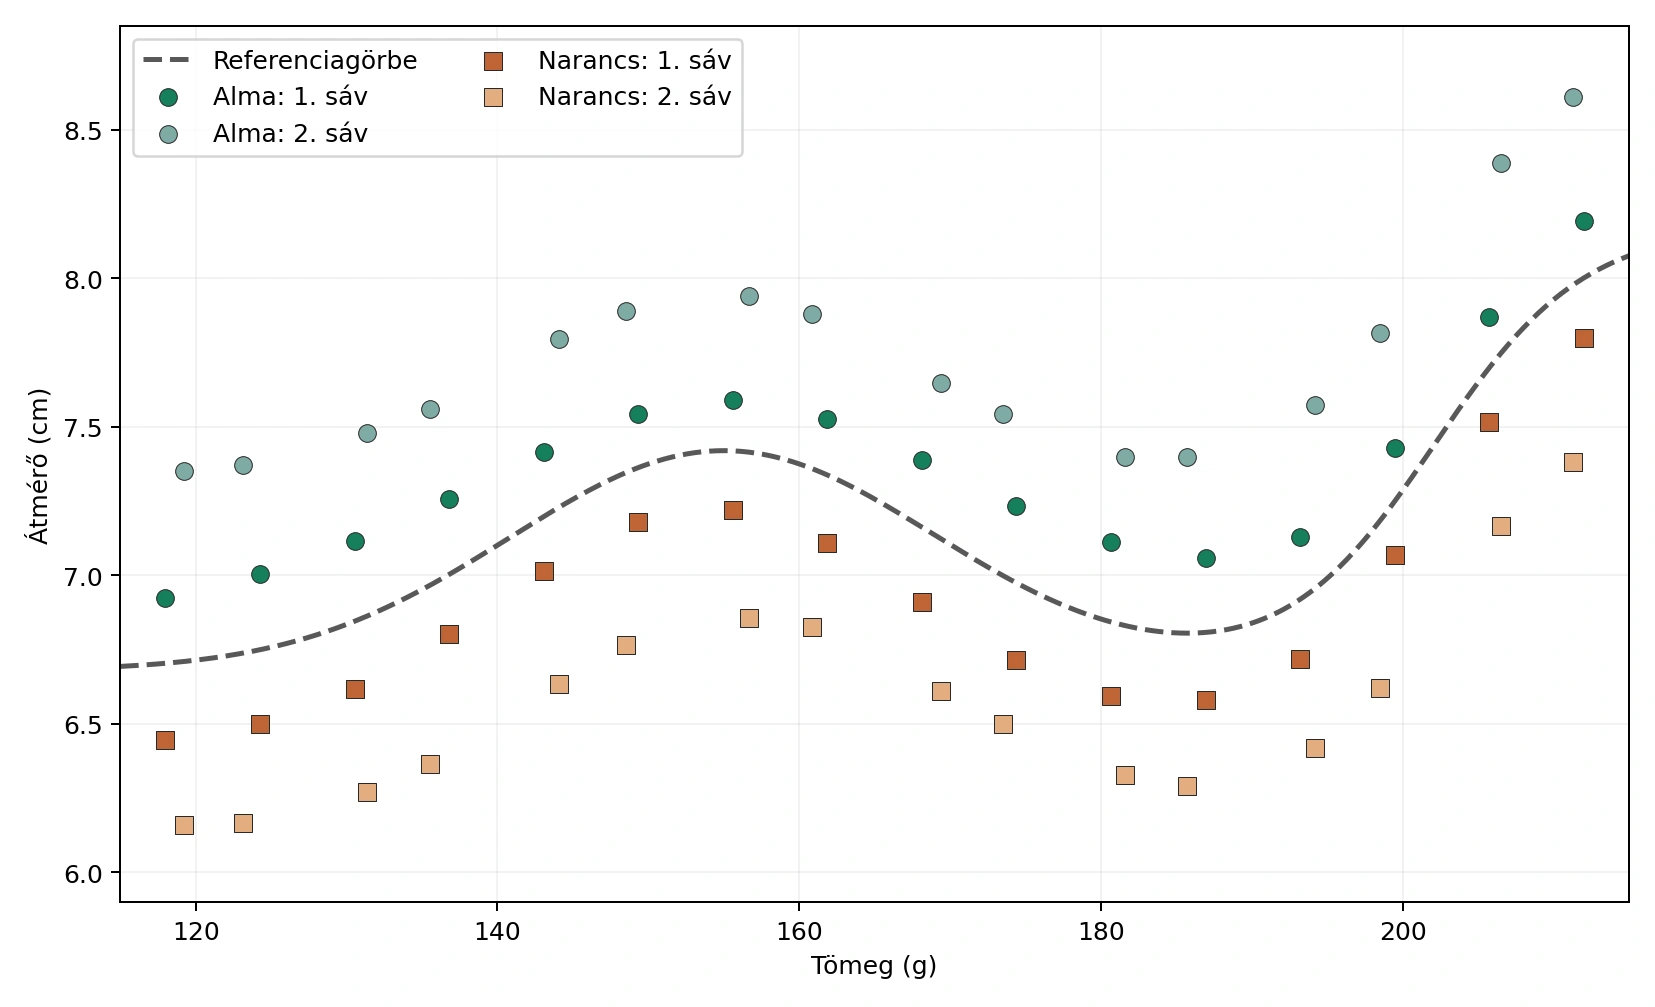 Referenciagörbe
Alma: 1. sáv
Alma: 2. sáv
Narancs: 1. sáv
Narancs: 2. sáv
Átmérő (cm)
8.5
8.0
7.5
7.0
6.5
6.0
120 140 160 180 200
Tömeg (g)